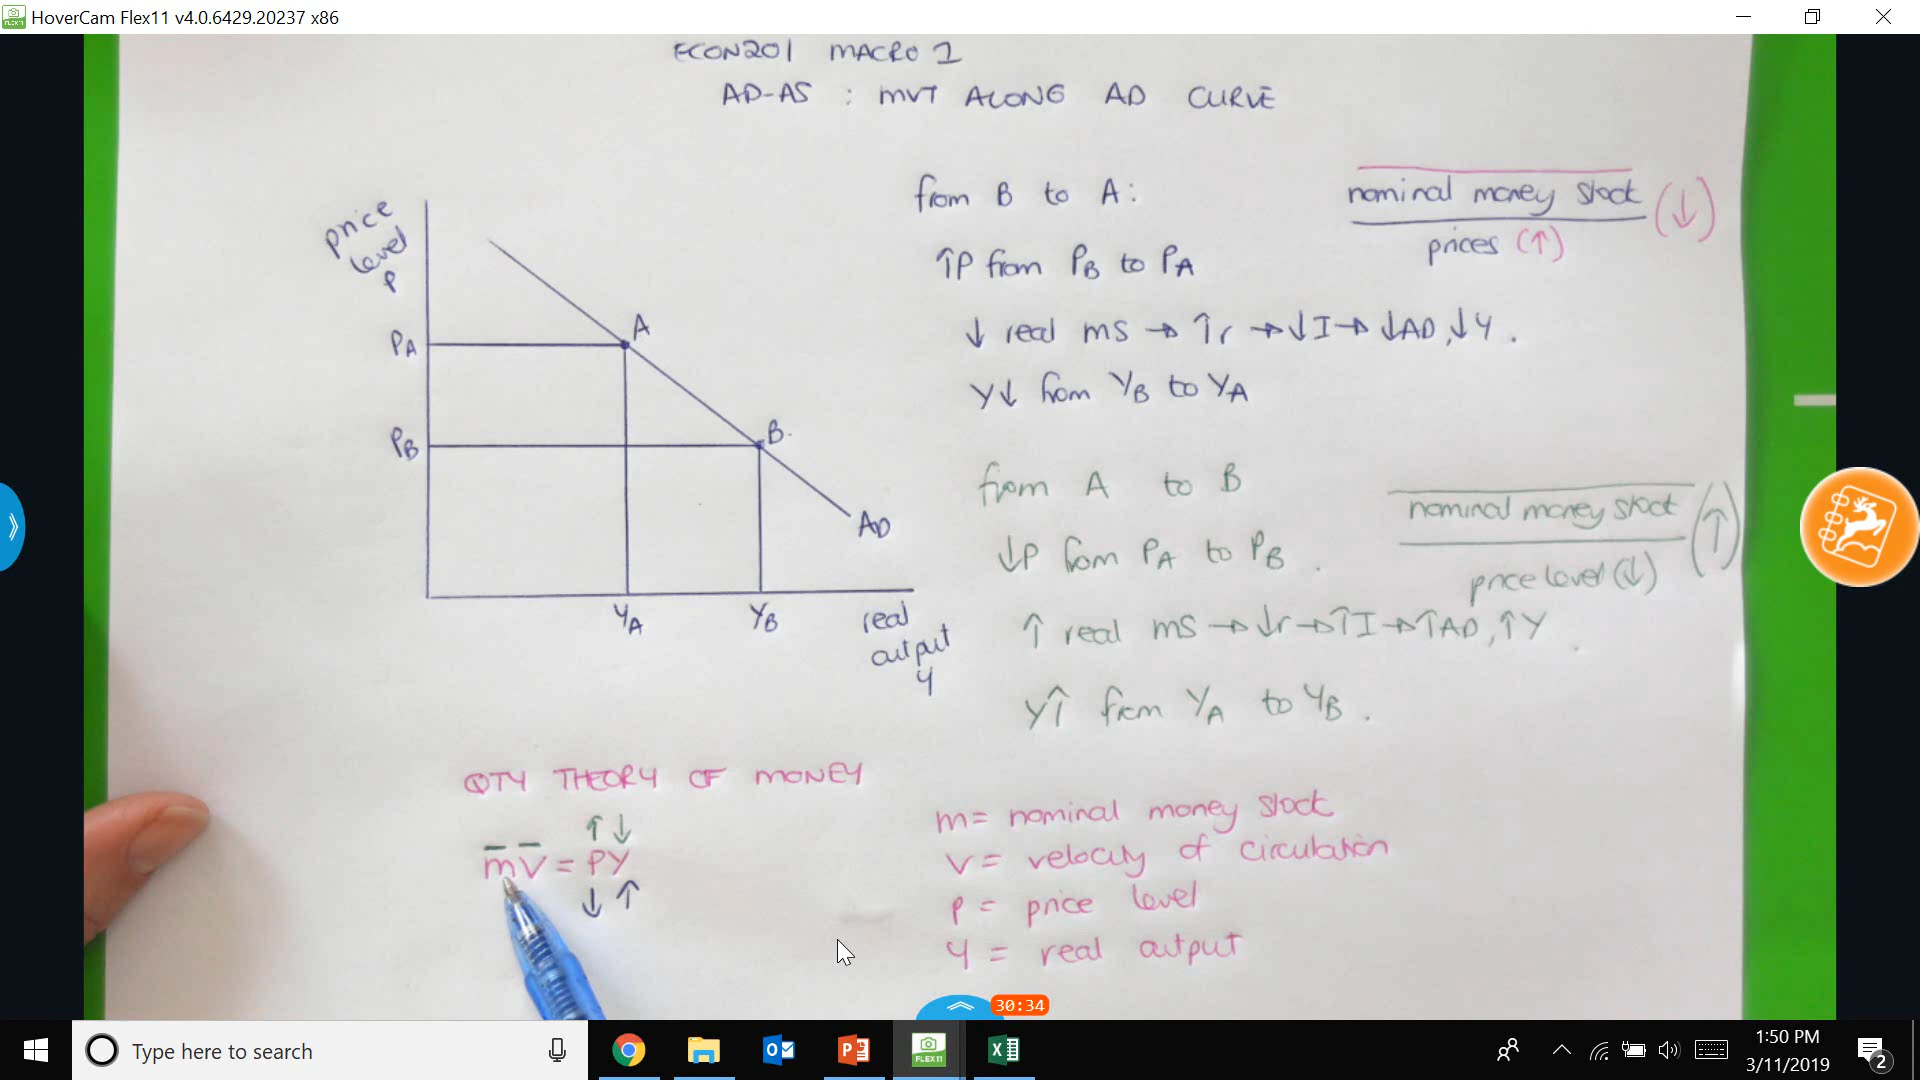 HoverCam Flex11 v4.0.6429.20237 x86
ECON201 MACRO 2
AD-AS : MVT ALONG AD CURVE
price
level
P
PA
PB
A
B
AD
YA
YB
real
output
Y
from B to A:
↑P from PB to PA
↓ real ms → ↑r → ↓I → ↓AD, ↓Y.
Y↓ from YB to YA
nominal money stock (↓)
prices (↑)
from A to B
↓P from PA to PB.
↑ real ms → ↓r → ↑I → ↑AD, ↑Y.
Y↑ from YA to YB.
nominal money stock (↑)
price level (↓)
QTY THEORY OF MONEY
↑↓
mv = PY
↓↑
m = nominal money stock
v = velocity of circulation
P = price level
Y = real output
30:34
Type here to search
FLEX11
1:50 PM
3/11/2019
2